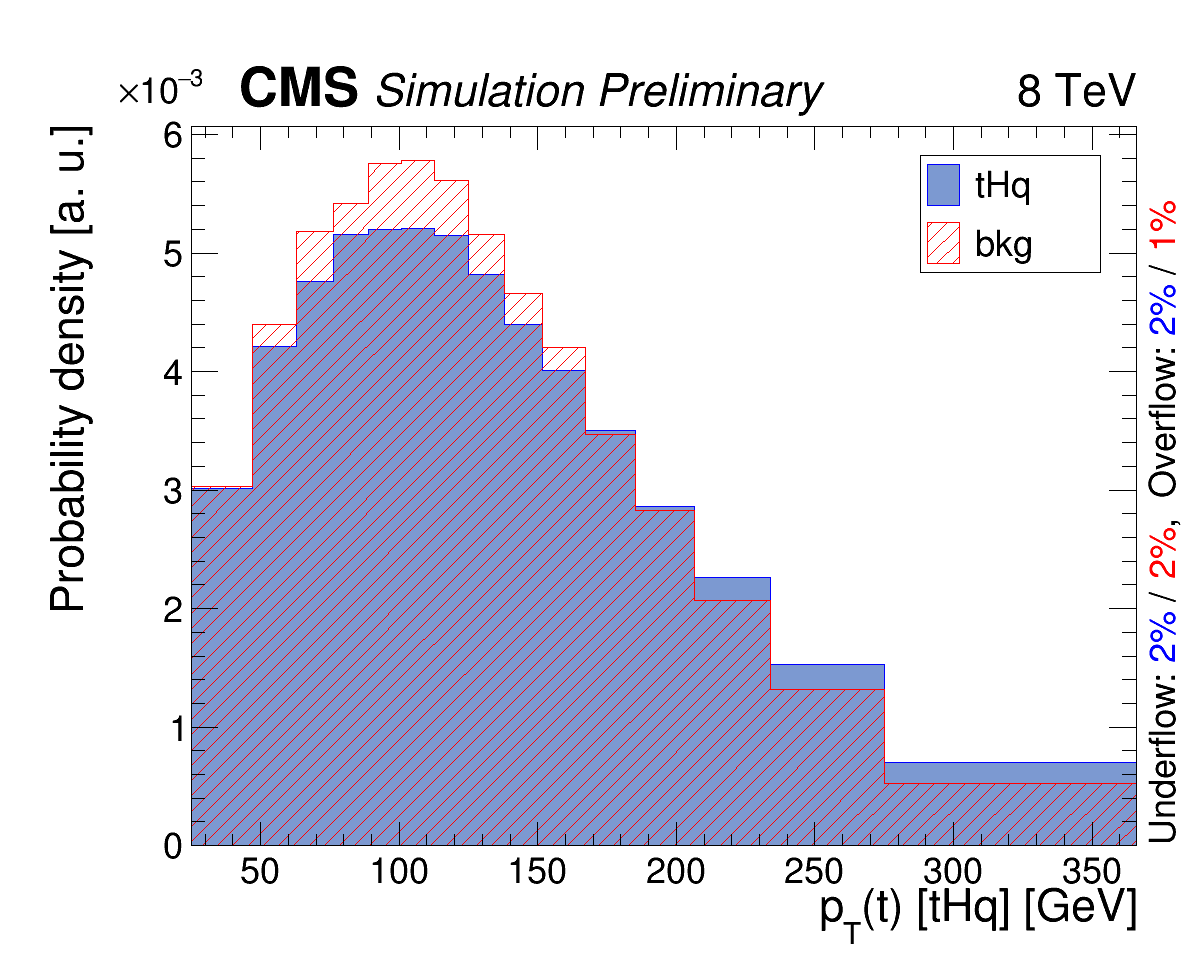 ×10⁻³ CMS Simulation Preliminary 8 TeV
Probability density [a. u.]
6
5
4
3
2
1
0
tHq
bkg
50 100 150 200 250 300 350
p_T(t) [tHq] [GeV]
Underflow: 2% / 2%, Overflow: 2% / 1%